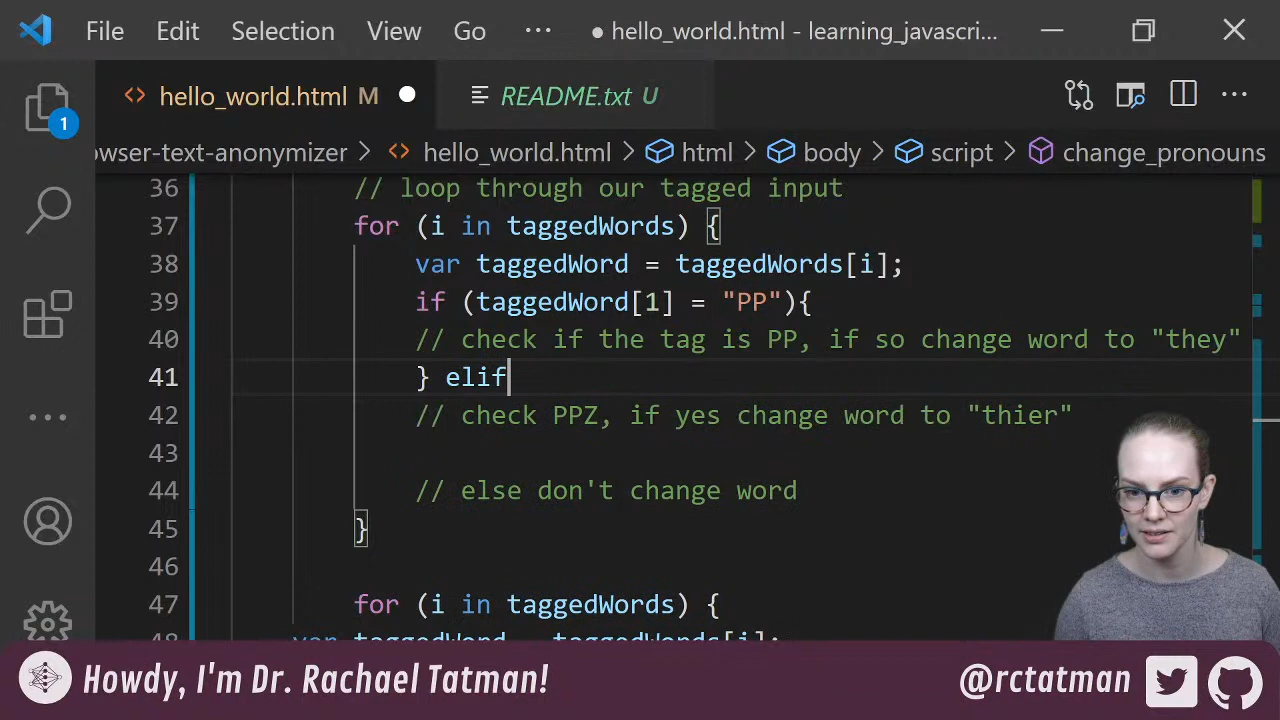 File Edit Selection View Go ··· ● hello_world.html - learning_javascri...
hello_world.html M ● README.txt U
1
owser-text-anonymizer > hello_world.html > html > body > script > change_pronouns
36 // loop through our tagged input
37 for (i in taggedWords) {
38 var taggedWord = taggedWords[i];
39 if (taggedWord[1] = "PP"){
40 // check if the tag is PP, if so change word to "they"
41 } elif
42 // check PPZ, if yes change word to "thier"
43
44 // else don't change word
45 }
46
47 for (i in taggedWords) {
48 var taggedWord = taggedWords[i];
Howdy, I'm Dr. Rachael Tatman! @rctatman